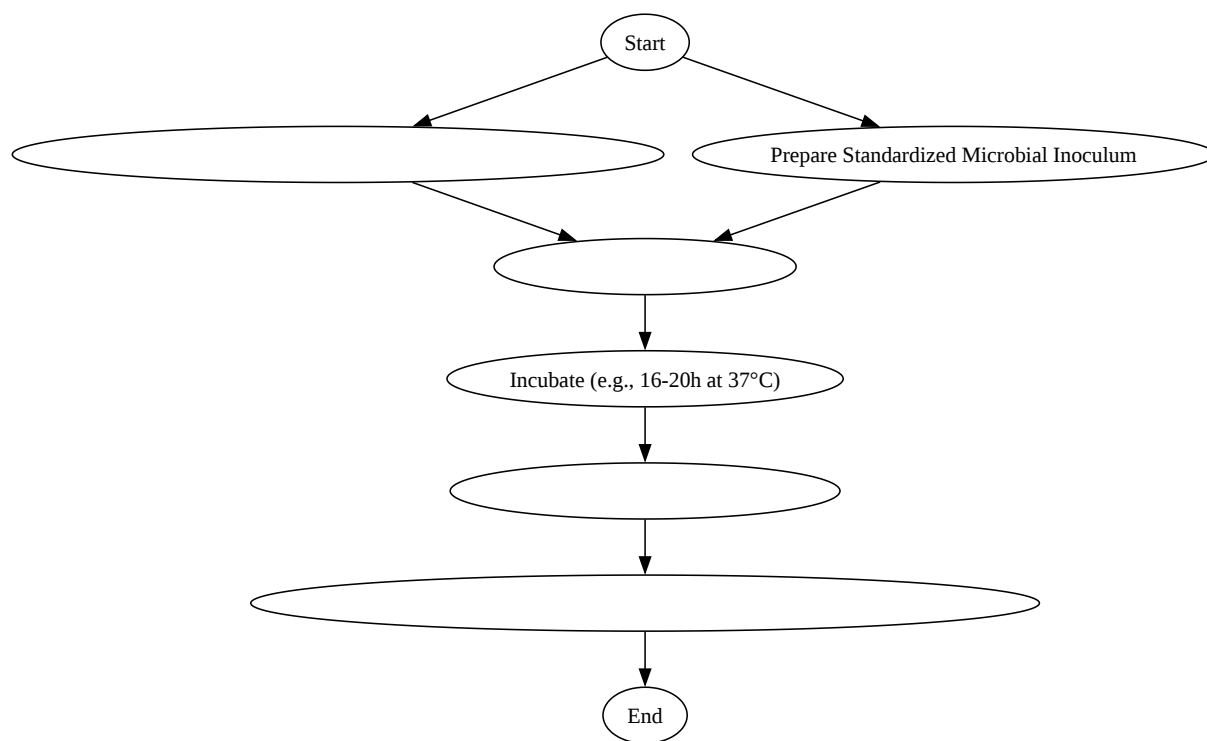 Start
Prepare Standardized Microbial Inoculum
Incubate (e.g., 16-20h at 37°C)
End